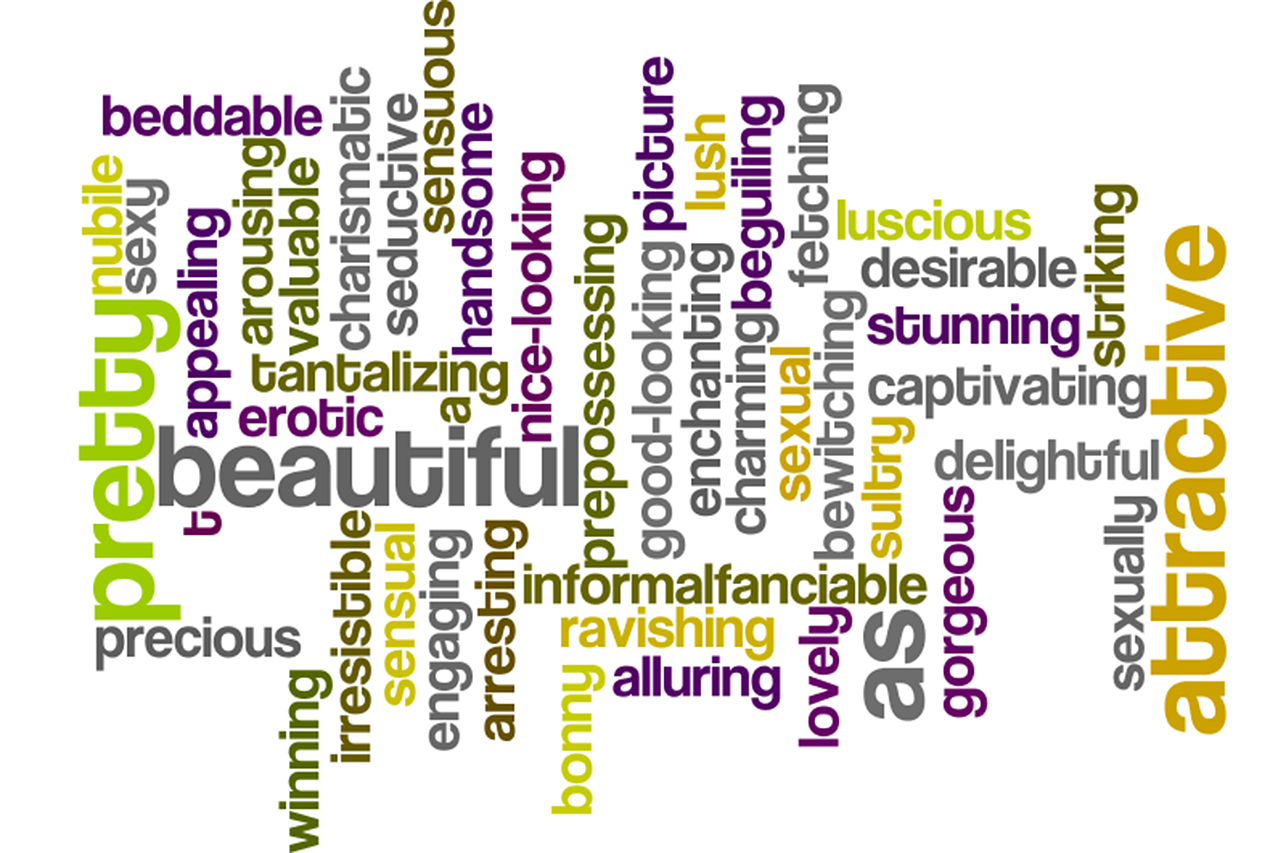 beddable
nubile
sexy
pretty
appealing
arousing
valuable
charismatic
seductive
sensuous
handsome
nice-looking
tantalizing
a
erotic
beautiful
t
precious
winning
irresistible
sensual
engaging
arresting
prepossessing
picture
lush
beguiling
fetching
good-looking
enchanting
charming
sexual
bewitching
luscious
desirable
stunning
striking
captivating
sultry
delightful
attractive
informalfanciable
ravishing
alluring
bonny
lovely
as
gorgeous
sexually